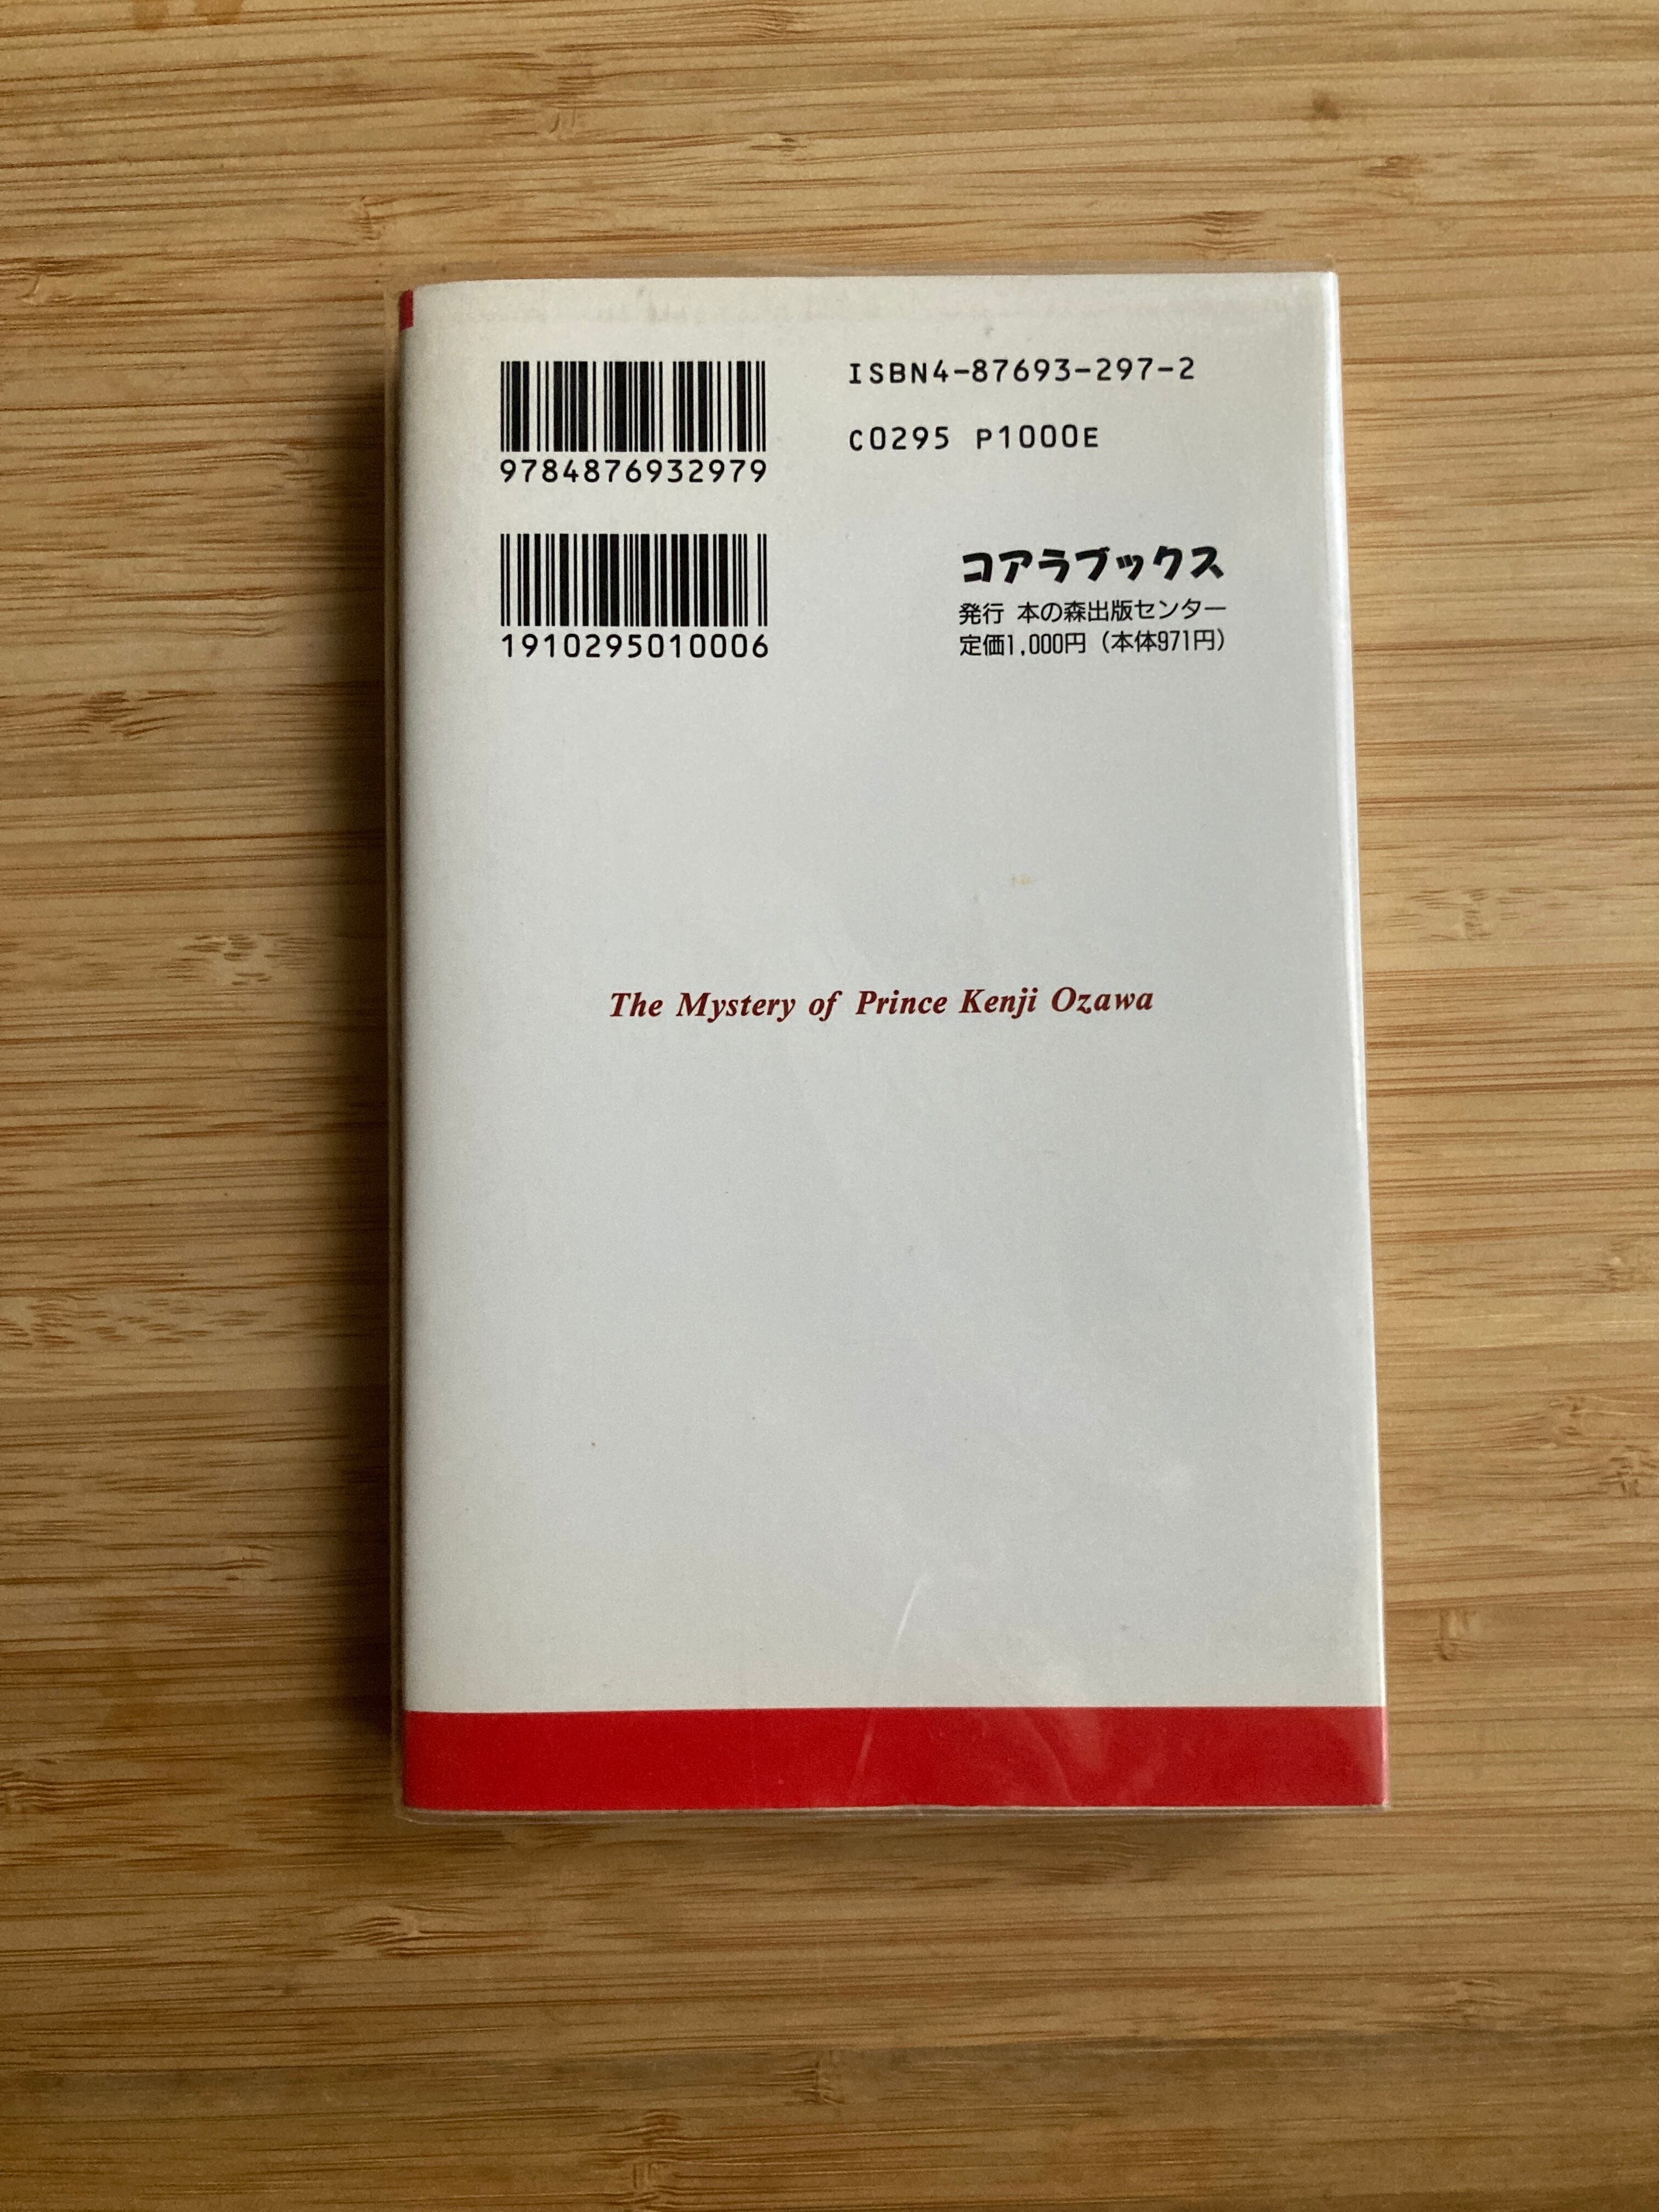 9784876932979
ISBN4-87693-297-2
C0295 P1000E
1910295010006
コアラブックス
発行 本の森出版センター
定価1,000円（本体971円）
The Mystery of Prince Kenji Ozawa